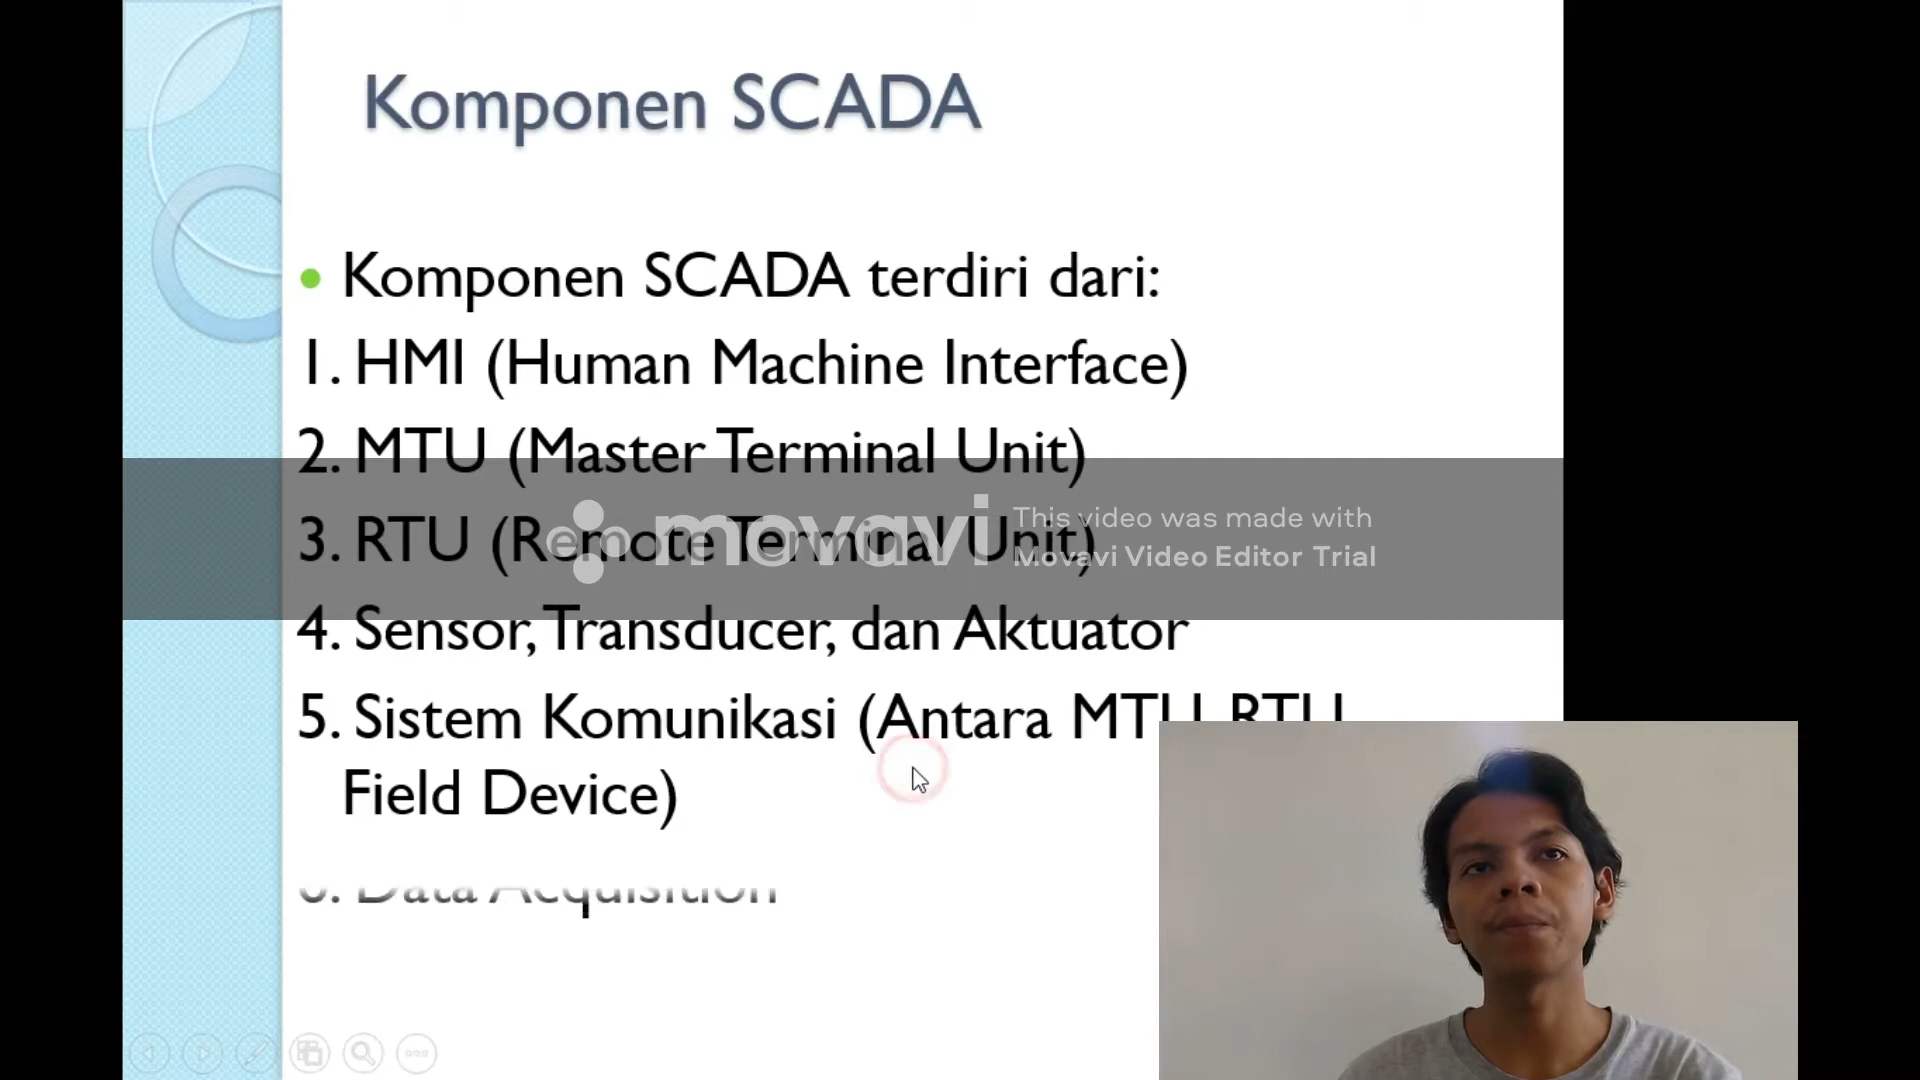 Komponen SCADA
Komponen SCADA terdiri dari:
1. HMI (Human Machine Interface)
2. MTU (Master Terminal Unit)
3. RTU (Remote Terminal Unit)
movavi
This video was made with
Movavi Video Editor Trial
4. Sensor, Transducer, dan Aktuator
5. Sistem Komunikasi (Antara MTU RTU
Field Device)
6. Data Acquisition